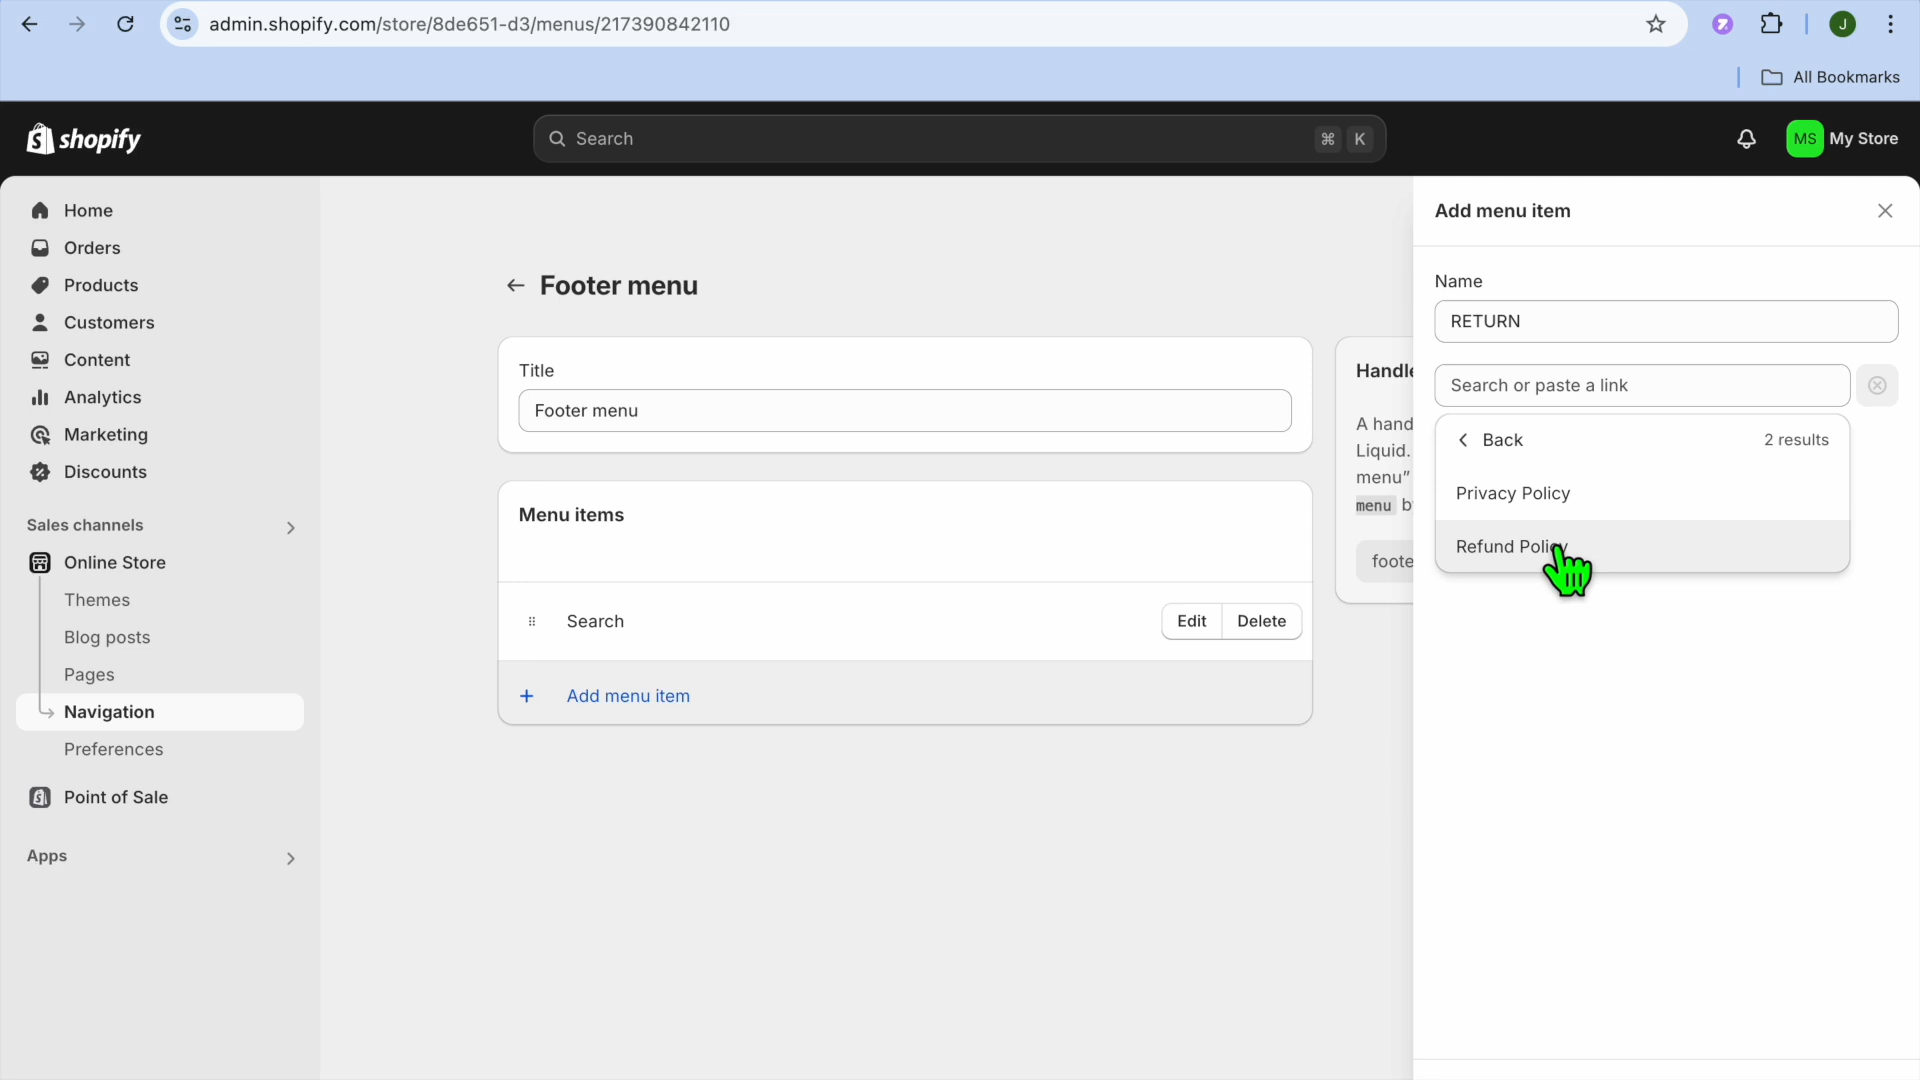 admin.shopify.com/store/8de651-d3/menus/217390842110
J
All Bookmarks
shopify
Search
⌘ K
MS My Store
Home
Orders
Products
Customers
Content
Analytics
Marketing
Discounts
Sales channels
Online Store
Themes
Blog posts
Pages
Navigation
Preferences
Point of Sale
Apps
Footer menu
Title
Footer menu
Menu items
Search
Edit
Delete
+ Add menu item
Handle
A hand
Liquid.
menu”
menu b
foote
Add menu item
Name
RETURN
Search or paste a link
Back
2 results
Privacy Policy
Refund Policy